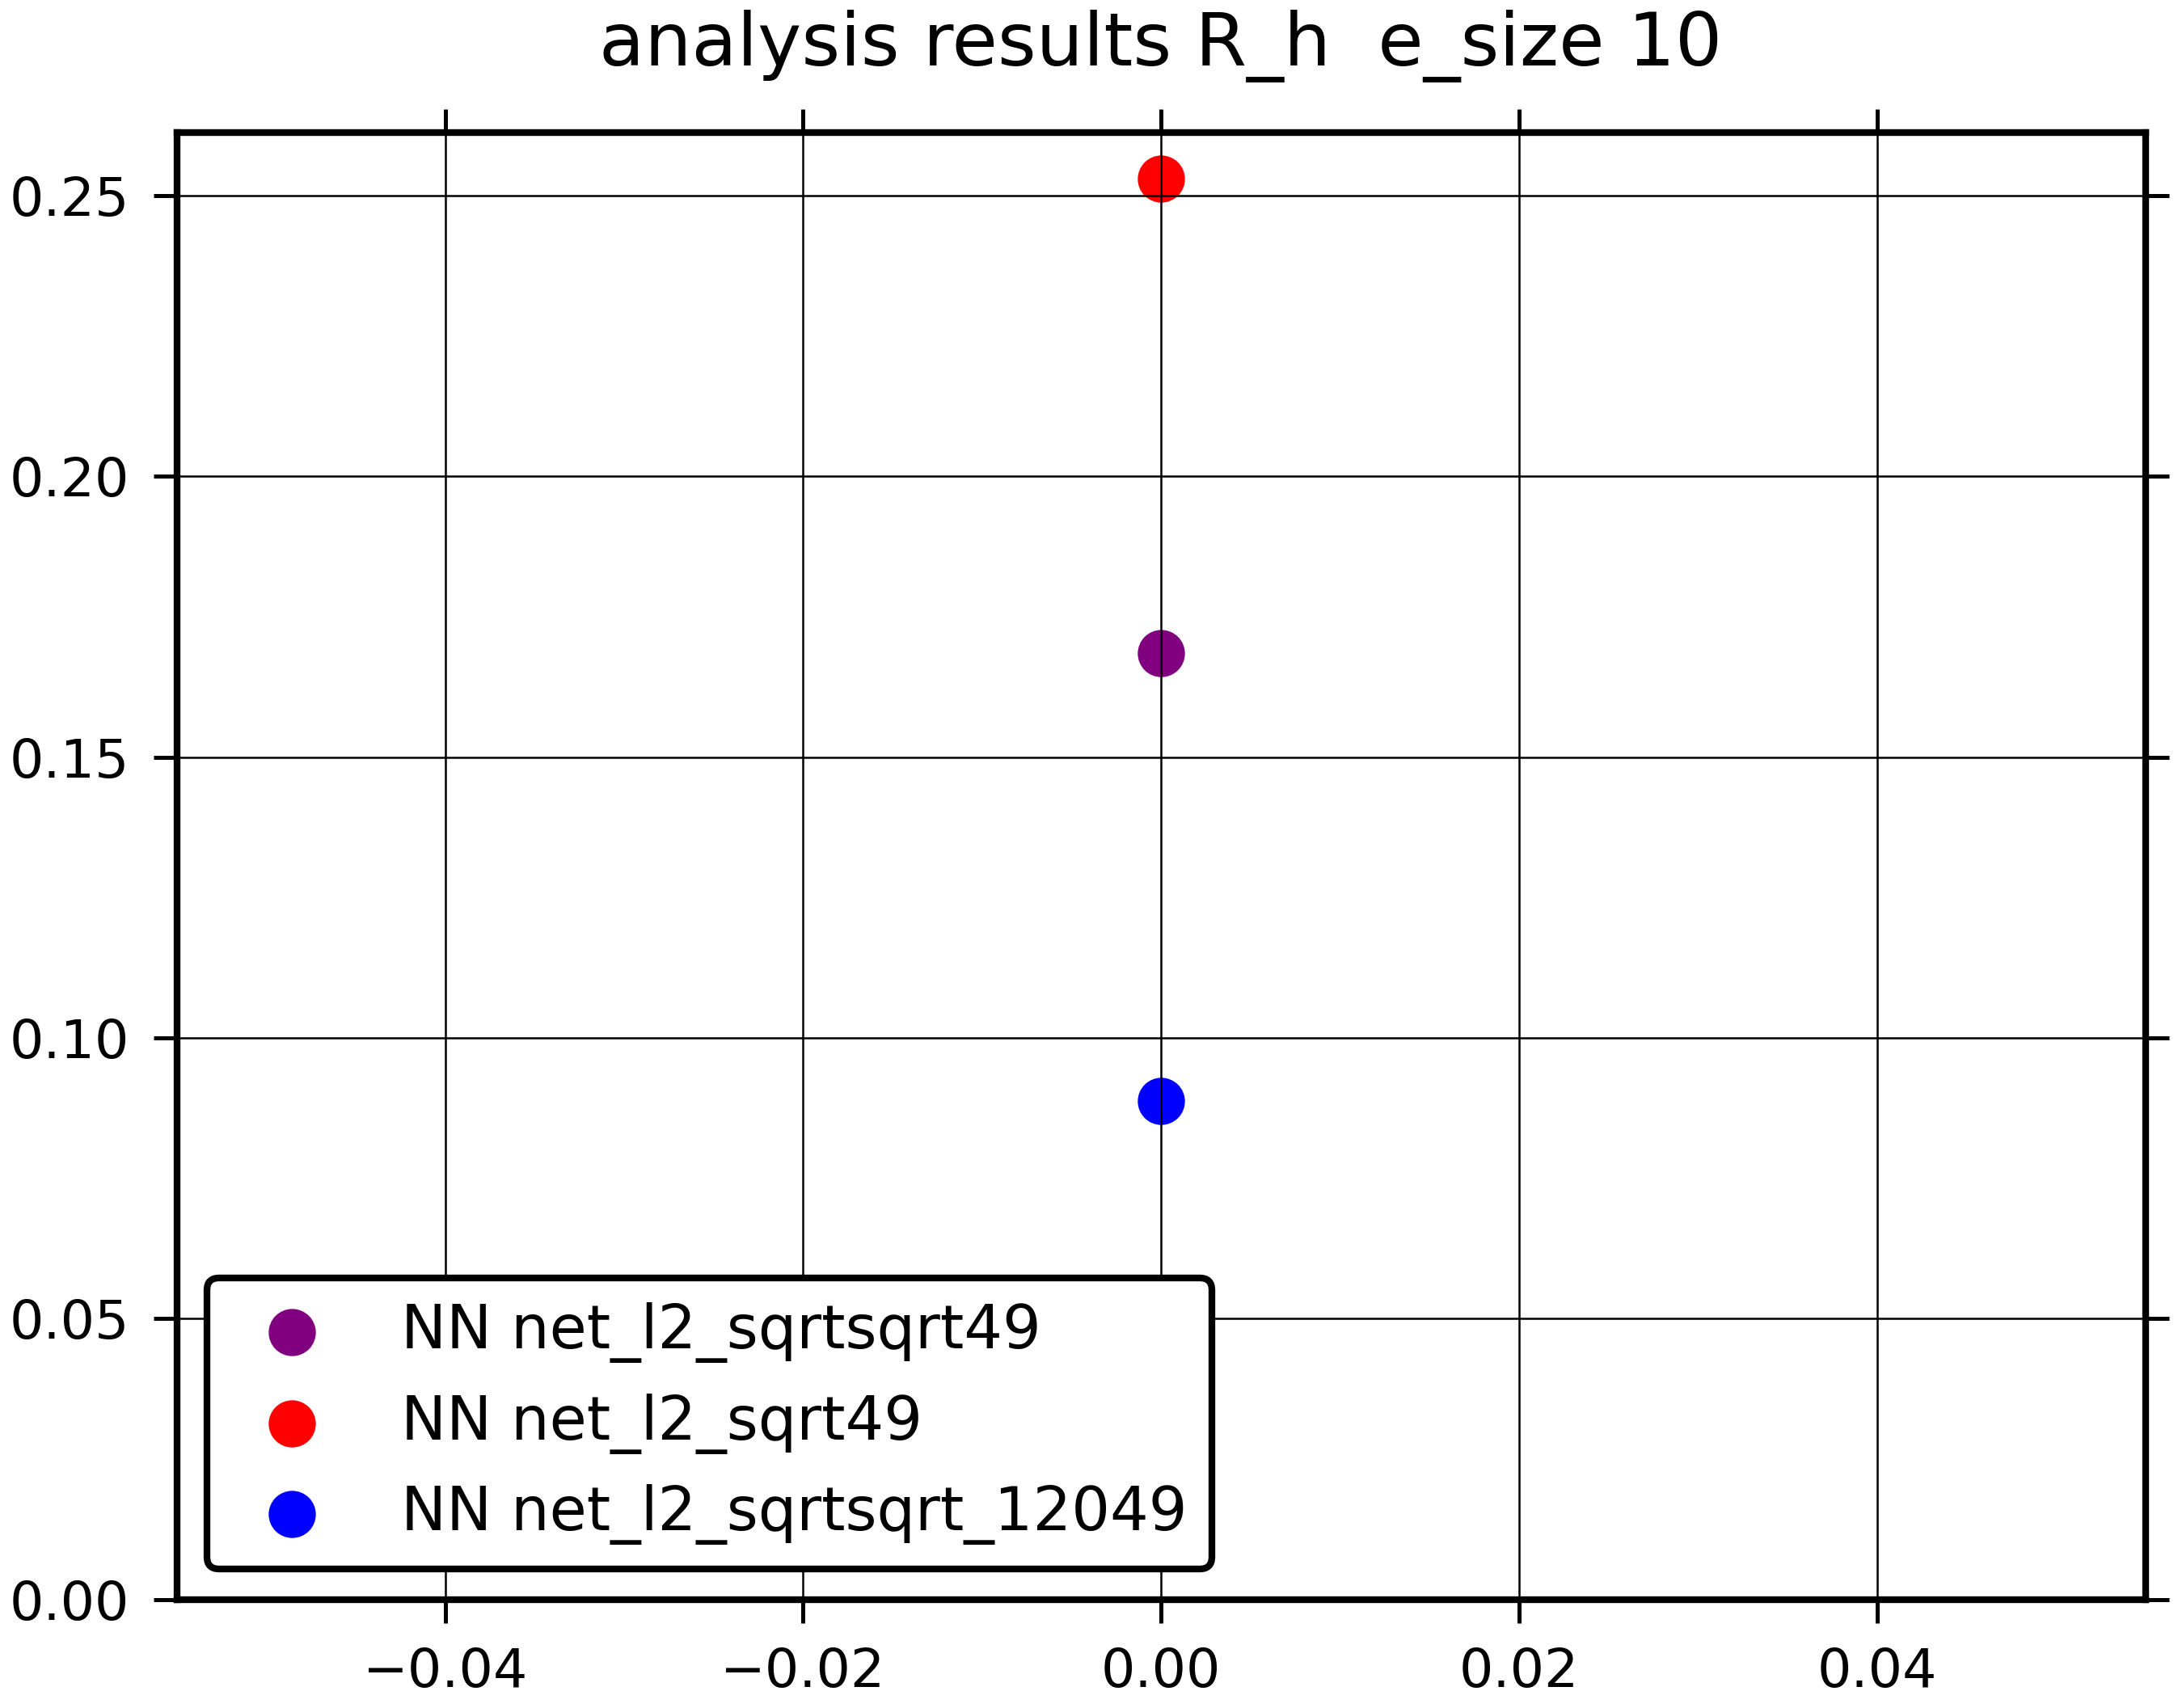 analysis results R_h  e_size 10
0.25
0.20
0.15
0.10
0.05
0.00
NN net_l2_sqrtsqrt49
NN net_l2_sqrt49
NN net_l2_sqrtsqrt_12049
−0.04 −0.02 0.00 0.02 0.04